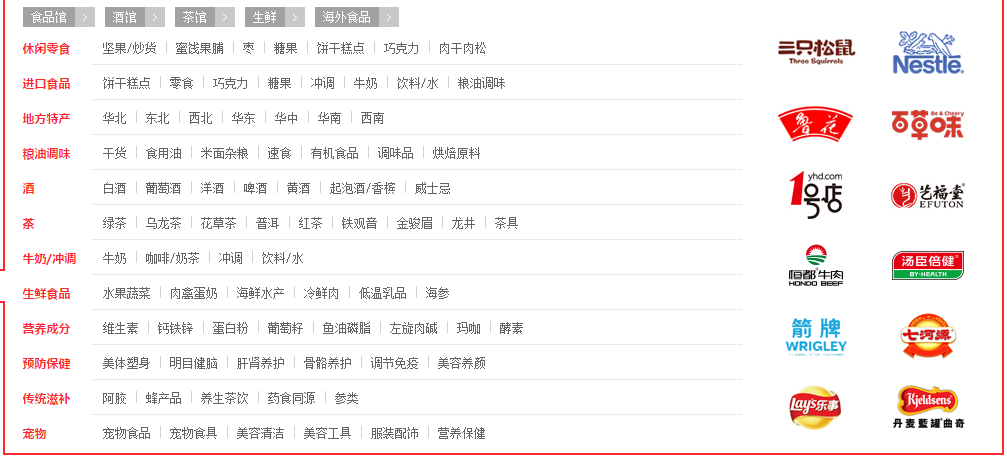 食品馆 酒馆 茶馆 生鲜 海外食品
休闲零食 坚果/炒货 蜜饯果脯 枣 糖果 饼干糕点 巧克力 肉干肉松
进口食品 饼干糕点 零食 巧克力 糖果 冲调 牛奶 饮料/水 粮油调味
地方特产 华北 东北 西北 华东 华中 华南 西南
粮油调味 干货 食用油 米面杂粮 速食 有机食品 调味品 烘焙原料
酒 白酒 葡萄酒 洋酒 啤酒 黄酒 起泡酒/香槟 威士忌
茶 绿茶 乌龙茶 花草茶 普洱 红茶 铁观音 金骏眉 龙井 茶具
牛奶/冲调 牛奶 咖啡/奶茶 冲调 饮料/水
生鲜食品 水果蔬菜 肉禽蛋奶 海鲜水产 冷鲜肉 低温乳品 海参
营养成分 维生素 钙铁锌 蛋白粉 葡萄籽 鱼油磷脂 左旋肉碱 玛咖 酵素
预防保健 美体塑身 明目健脑 肝肾养护 骨骼养护 调节免疫 美容养颜
传统滋补 阿胶 蜂产品 养生茶饮 药食同源 参类
宠物 宠物食品 宠物食具 美容清洁 美容工具 服装配饰 营养保健
三只松鼠
Three Squirrels
Nestlé
鲁花
Be & Cheery
百草味
yhd.com
1号店
艺福堂
EFUTON
恒都牛肉
HONDO BEEF
汤臣倍健
BY-HEALTH
箭牌
WRIGLEY
七河源
Lay's乐事
Kjeldsens
丹麦蓝罐曲奇